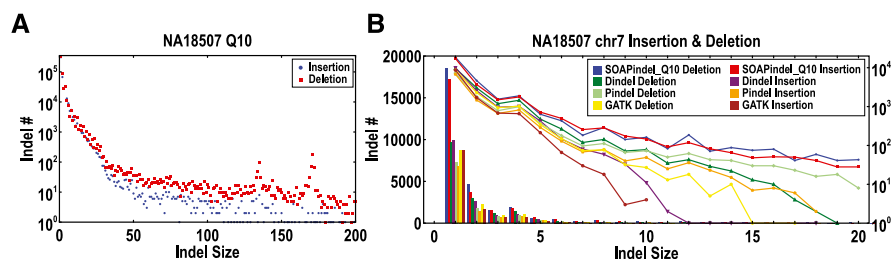 A
NA18507 Q10
Indel #
10^5
10^4
10^3
10^2
10^1
10^0
Insertion
Deletion
0 50 100 150 200
Indel Size
B
NA18507 chr7 Insertion & Deletion
Indel #
20000
15000
10000
5000
0
SOAPindel_Q10 Deletion
SOAPindel_Q10 Insertion
Dindel Deletion
Dindel Insertion
Pindel Deletion
Pindel Insertion
GATK Deletion
GATK Insertion
10^4
10^3
10^2
10^1
10^0
0 5 10 15 20
Indel Size